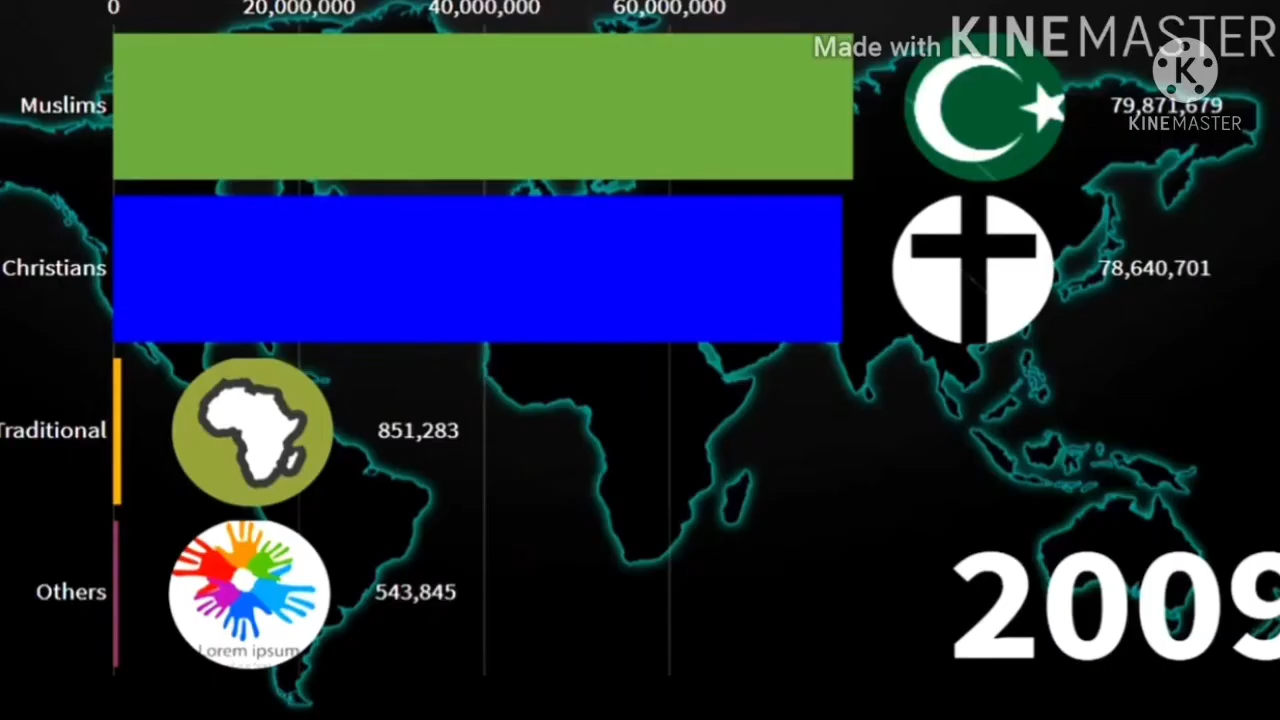 0 20,000,000 40,000,000 60,000,000
Made with KINEMASTER
K
Muslims 79,871,679
KINEMASTER
Christians 78,640,701
Traditional 851,283
Others 543,845
Lorem ipsum
2009